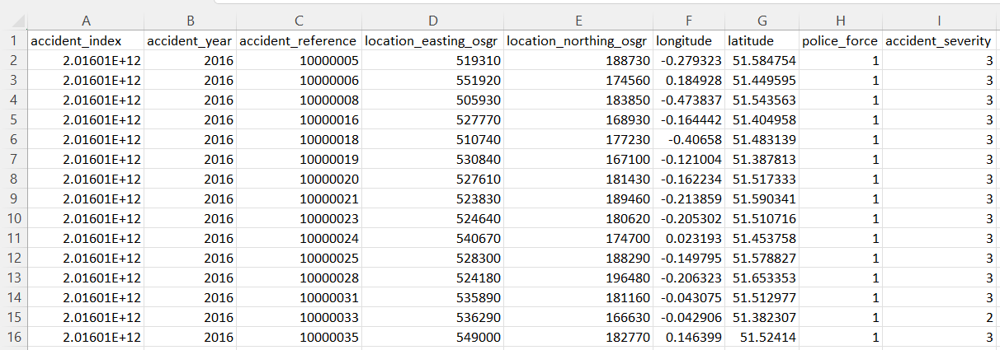 A B C D E F G H I
1 accident_index accident_year accident_reference location_easting_osgr location_northing_osgr longitude latitude police_force accident_severity
2 2.01601E+12 2016 10000005 519310 188730 -0.279323 51.584754 1 3
3 2.01601E+12 2016 10000006 551920 174560 0.184928 51.449595 1 3
4 2.01601E+12 2016 10000008 505930 183850 -0.473837 51.543563 1 3
5 2.01601E+12 2016 10000016 527770 168930 -0.164442 51.404958 1 3
6 2.01601E+12 2016 10000018 510740 177230 -0.40658 51.483139 1 3
7 2.01601E+12 2016 10000019 530840 167100 -0.121004 51.387813 1 3
8 2.01601E+12 2016 10000020 527610 181430 -0.162234 51.517333 1 3
9 2.01601E+12 2016 10000021 523830 189460 -0.213859 51.590341 1 3
10 2.01601E+12 2016 10000023 524640 180620 -0.205302 51.510716 1 3
11 2.01601E+12 2016 10000024 540670 174700 0.023193 51.453758 1 3
12 2.01601E+12 2016 10000025 528300 188290 -0.149795 51.578827 1 3
13 2.01601E+12 2016 10000028 524180 196480 -0.206323 51.653353 1 3
14 2.01601E+12 2016 10000031 535890 181160 -0.043075 51.512977 1 3
15 2.01601E+12 2016 10000033 536290 166630 -0.042906 51.382307 1 2
16 2.01601E+12 2016 10000035 549000 182770 0.146399 51.52414 1 3